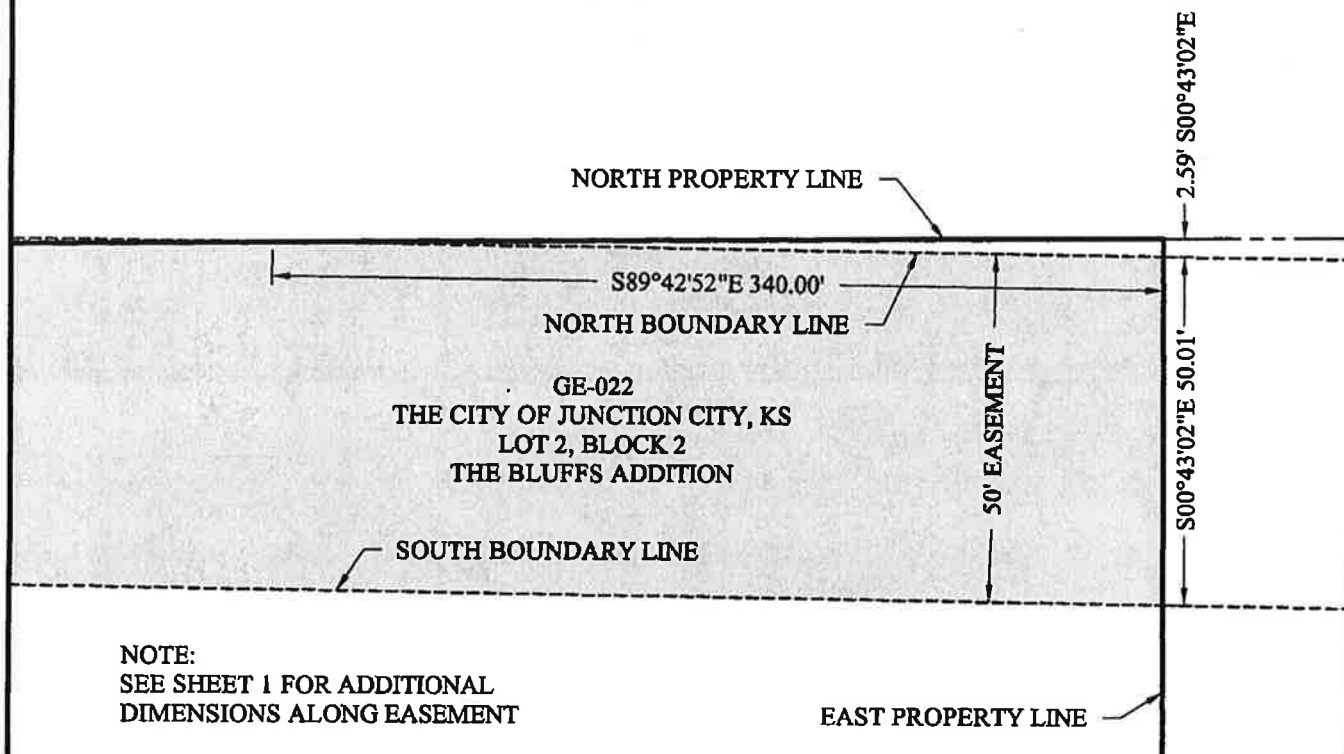 2.59' S00°43'02"E
NORTH PROPERTY LINE
S89°42'52"E 340.00'
NORTH BOUNDARY LINE
50' EASEMENT
S00°43'02"E 50.01'
GE-022
THE CITY OF JUNCTION CITY, KS
LOT 2, BLOCK 2
THE BLUFFS ADDITION
SOUTH BOUNDARY LINE
NOTE:
SEE SHEET 1 FOR ADDITIONAL
DIMENSIONS ALONG EASEMENT
EAST PROPERTY LINE